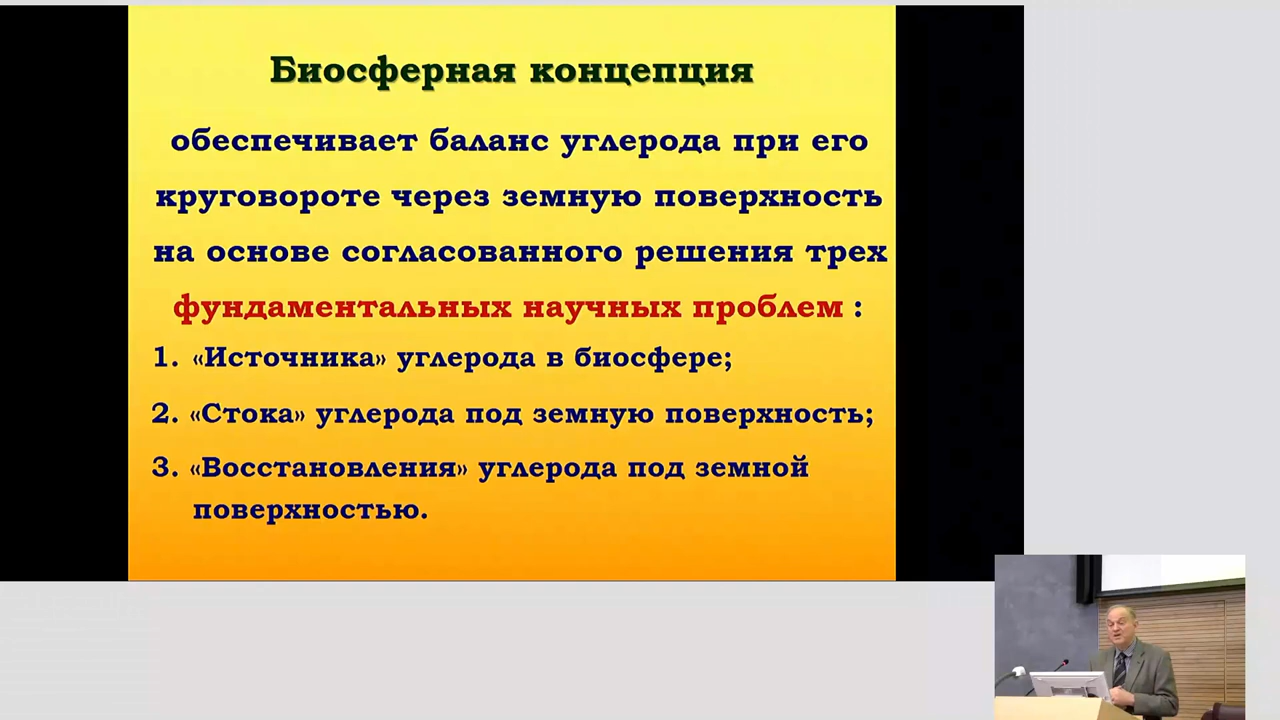 Биосферная концепция
обеспечивает баланс углерода при его
круговороте через земную поверхность
на основе согласованного решения трех
фундаментальных научных проблем :
1. «Источника» углерода в биосфере;
2. «Стока» углерода под земную поверхность;
3. «Восстановления» углерода под земной
поверхностью.